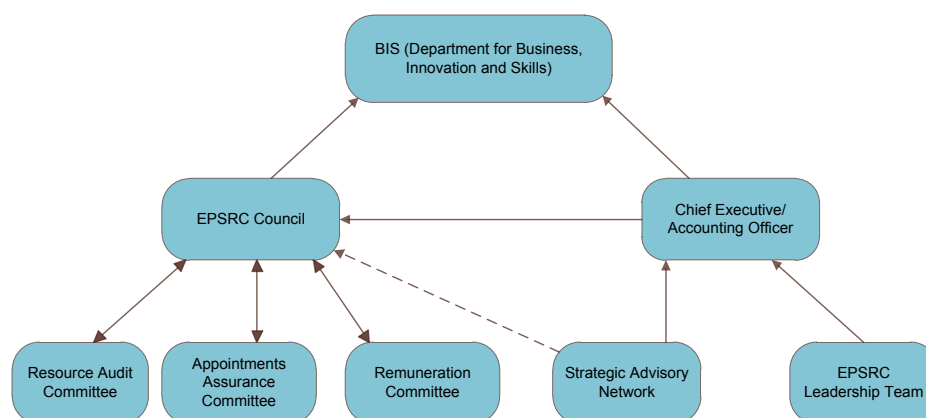 BIS (Department for Business,
Innovation and Skills)
EPSRC Council
Chief Executive/
Accounting Officer
Resource Audit
Committee
Appointments
Assurance
Committee
Remuneration
Committee
Strategic Advisory
Network
EPSRC
Leadership Team